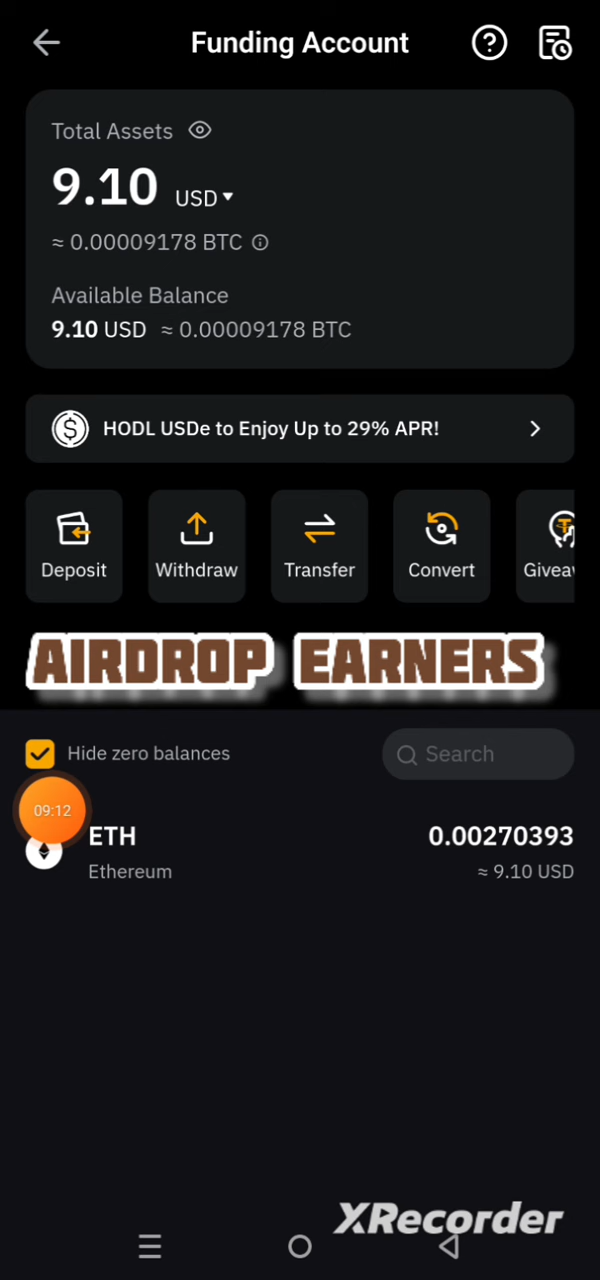 Funding Account
Total Assets
9.10 USD
≈ 0.00009178 BTC
Available Balance
9.10 USD ≈ 0.00009178 BTC
HODL USDe to Enjoy Up to 29% APR!
Deposit Withdraw Transfer Convert Giveaw
AIRDROP EARNERS
Hide zero balances Search
09:12
ETH 0.00270393
Ethereum ≈ 9.10 USD
XRecorder